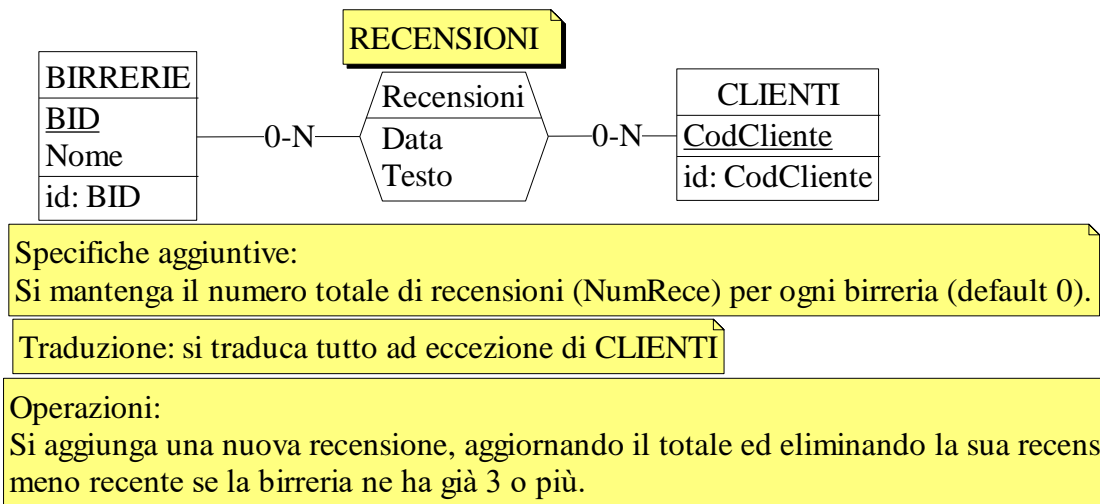 RECENSIONI
BIRRERIE
BID
Nome
id: BID
0-N
Recensioni
Data
Testo
0-N
CLIENTI
CodCliente
id: CodCliente
Specifiche aggiuntive:
Si mantenga il numero totale di recensioni (NumRece) per ogni birreria (default 0).
Traduzione: si traduca tutto ad eccezione di CLIENTI
Operazioni:
Si aggiunga una nuova recensione, aggiornando il totale ed eliminando la sua recens
meno recente se la birreria ne ha già 3 o più.